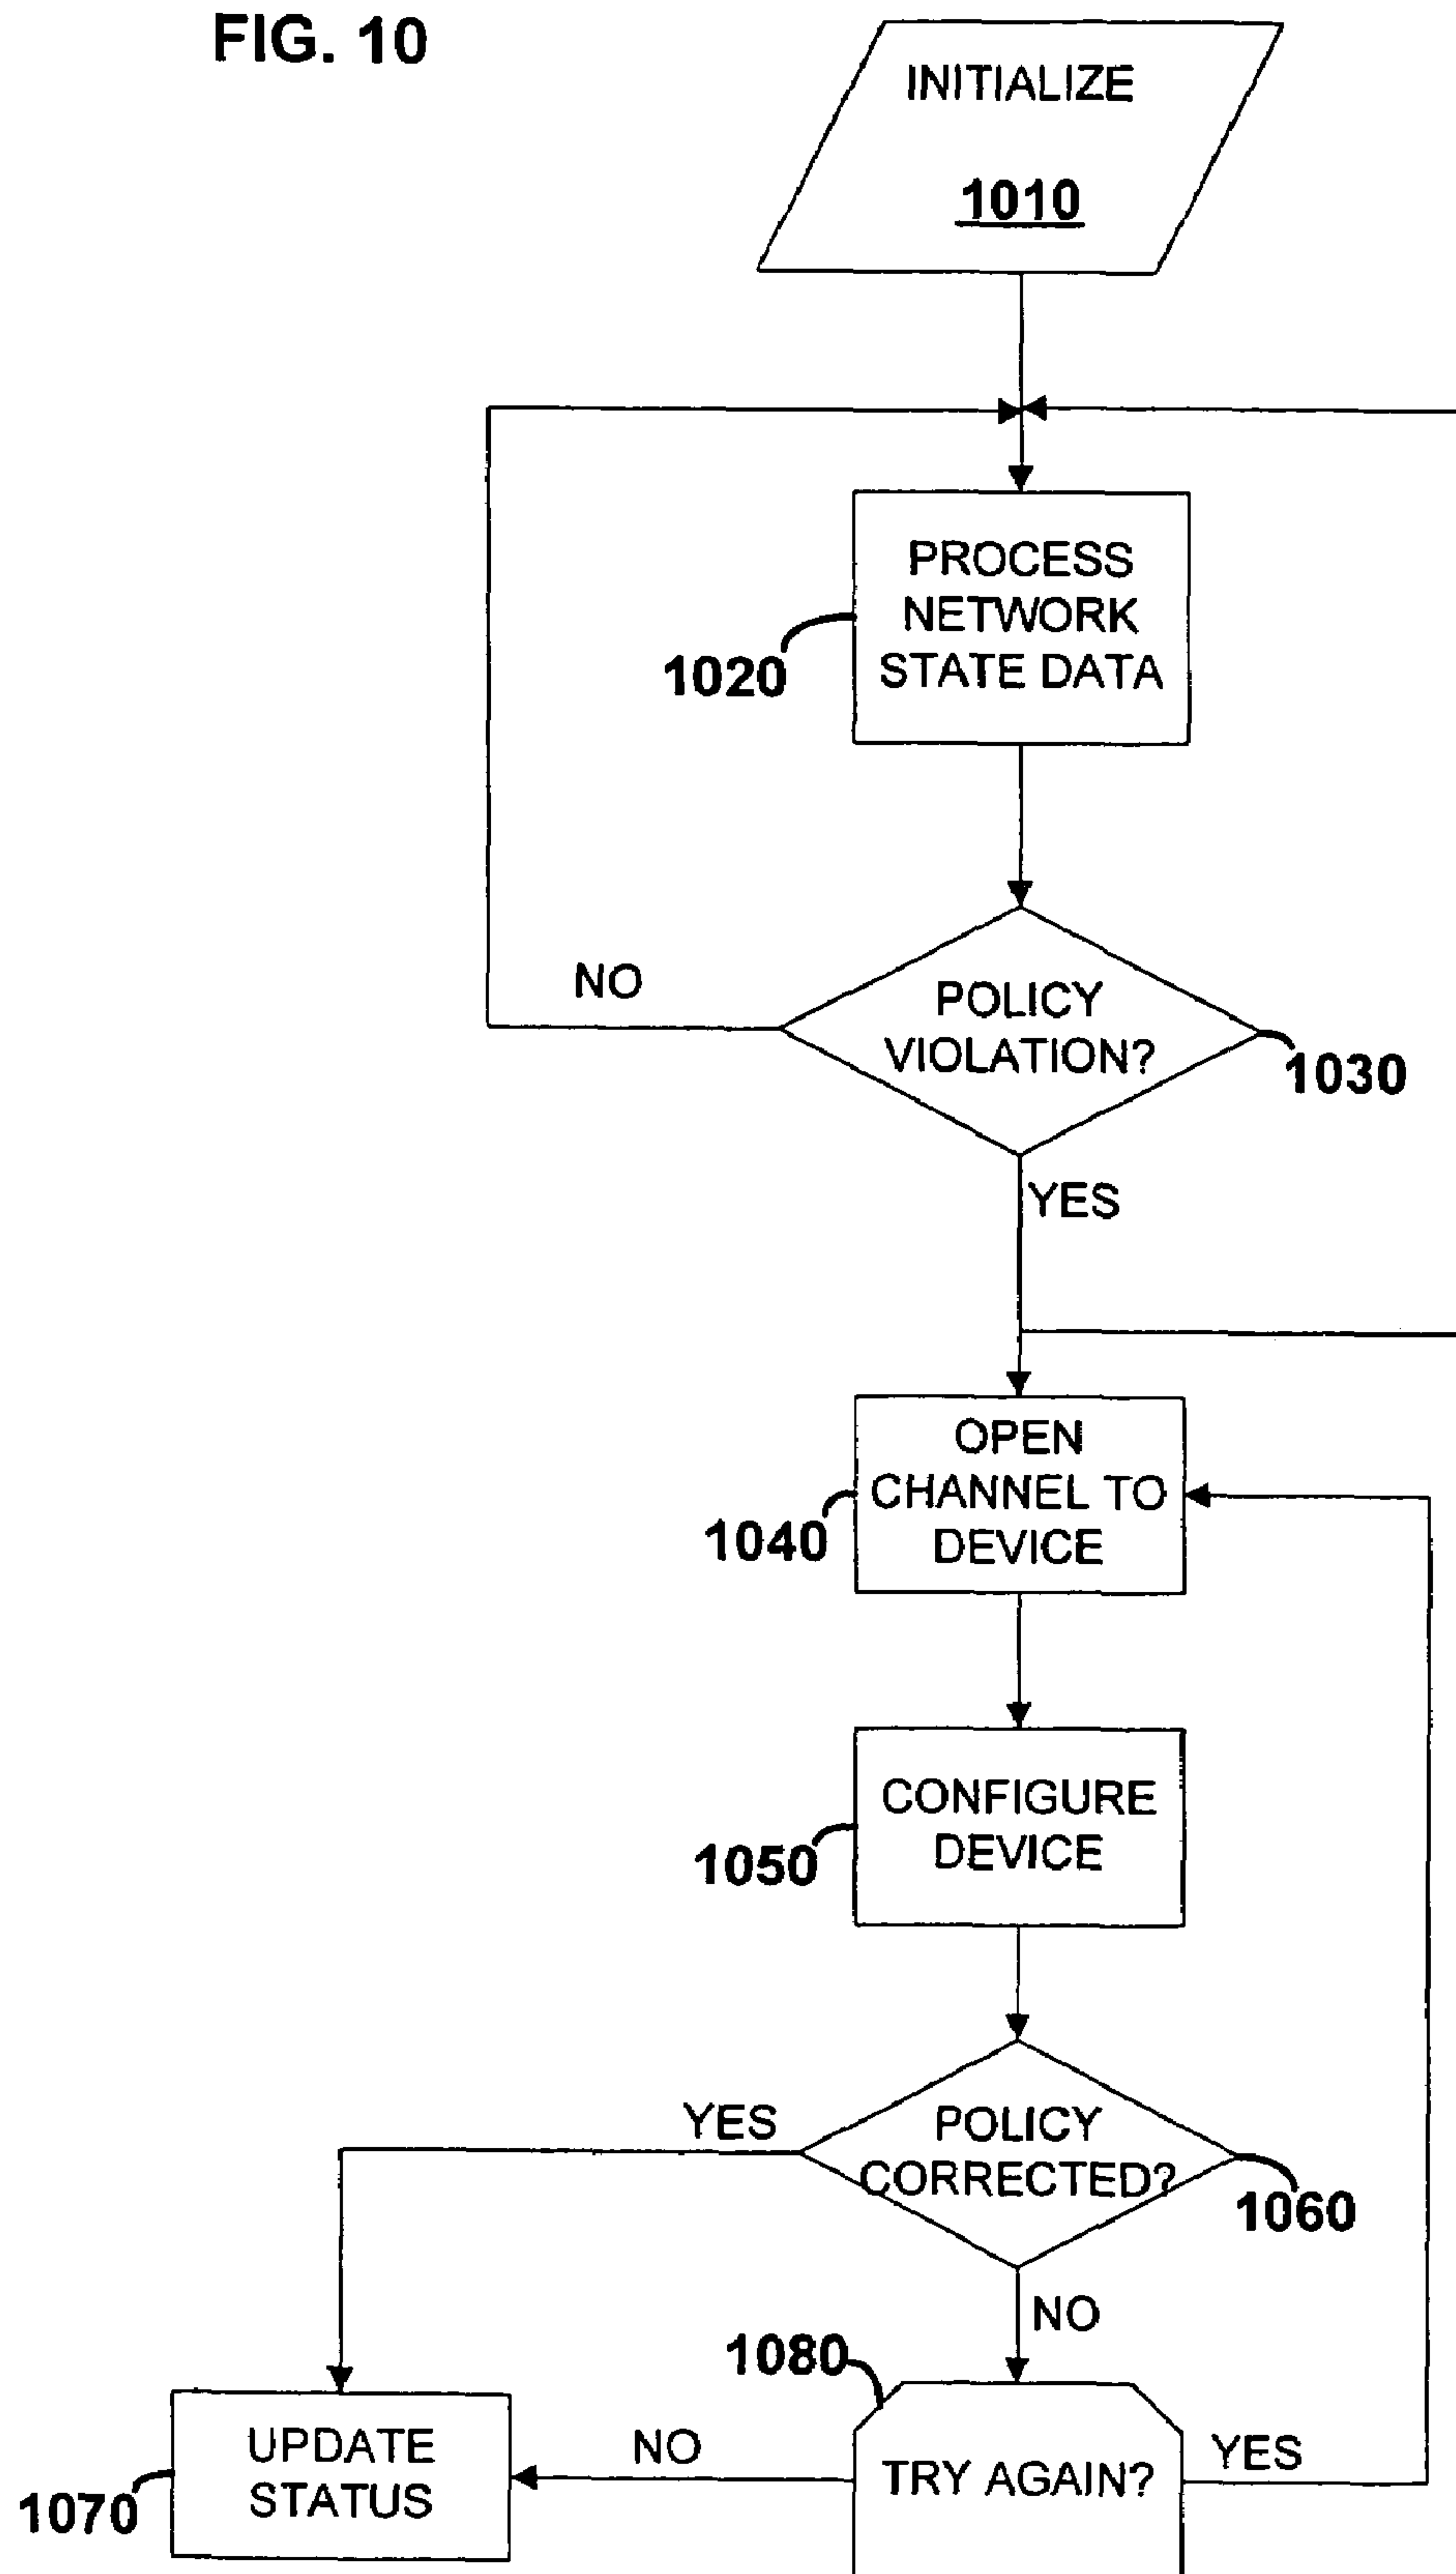 FIG. 10
INITIALIZE
1010
PROCESS
NETWORK
STATE DATA
1020
NO
POLICY
VIOLATION?
1030
YES
OPEN
CHANNEL TO
DEVICE
1040
CONFIGURE
DEVICE
1050
YES
POLICY
CORRECTED?
1060
NO
1080
UPDATE
STATUS
1070
NO
TRY AGAIN?
YES